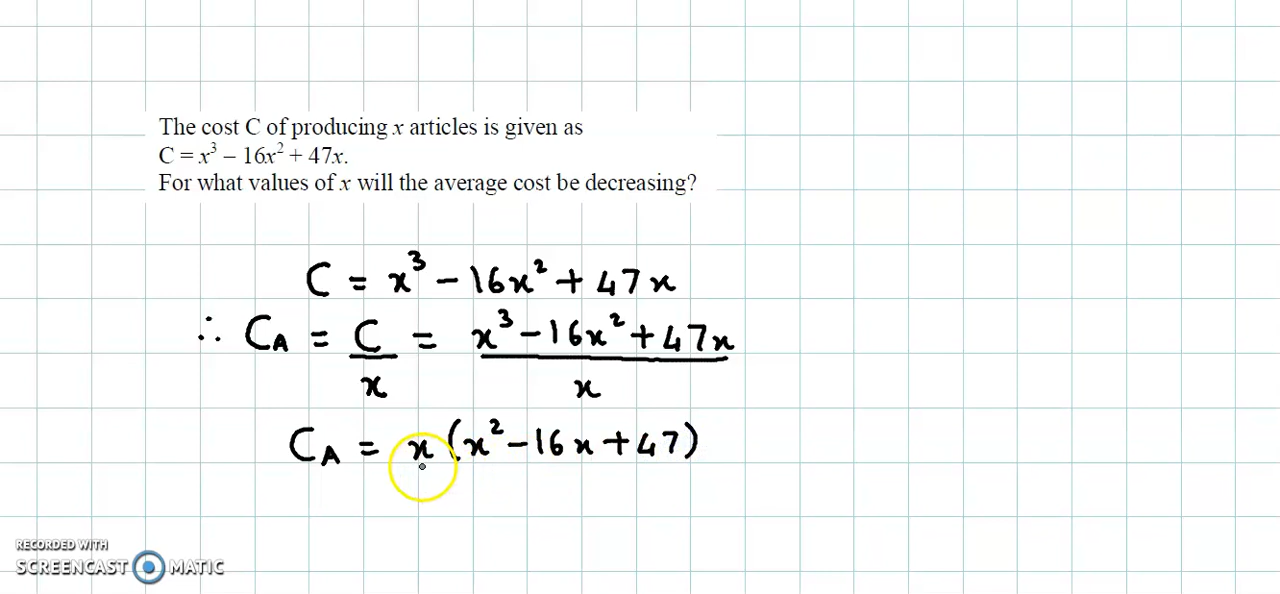 The cost C of producing x articles is given as
C = x³ – 16x² + 47x.
For what values of x will the average cost be decreasing?
C = x³ - 16x² + 47x
∴ C_A = C/x = (x³ - 16x² + 47x)/x
C_A = x(x² - 16x + 47)
RECORDED WITH
SCREENCAST MATIC